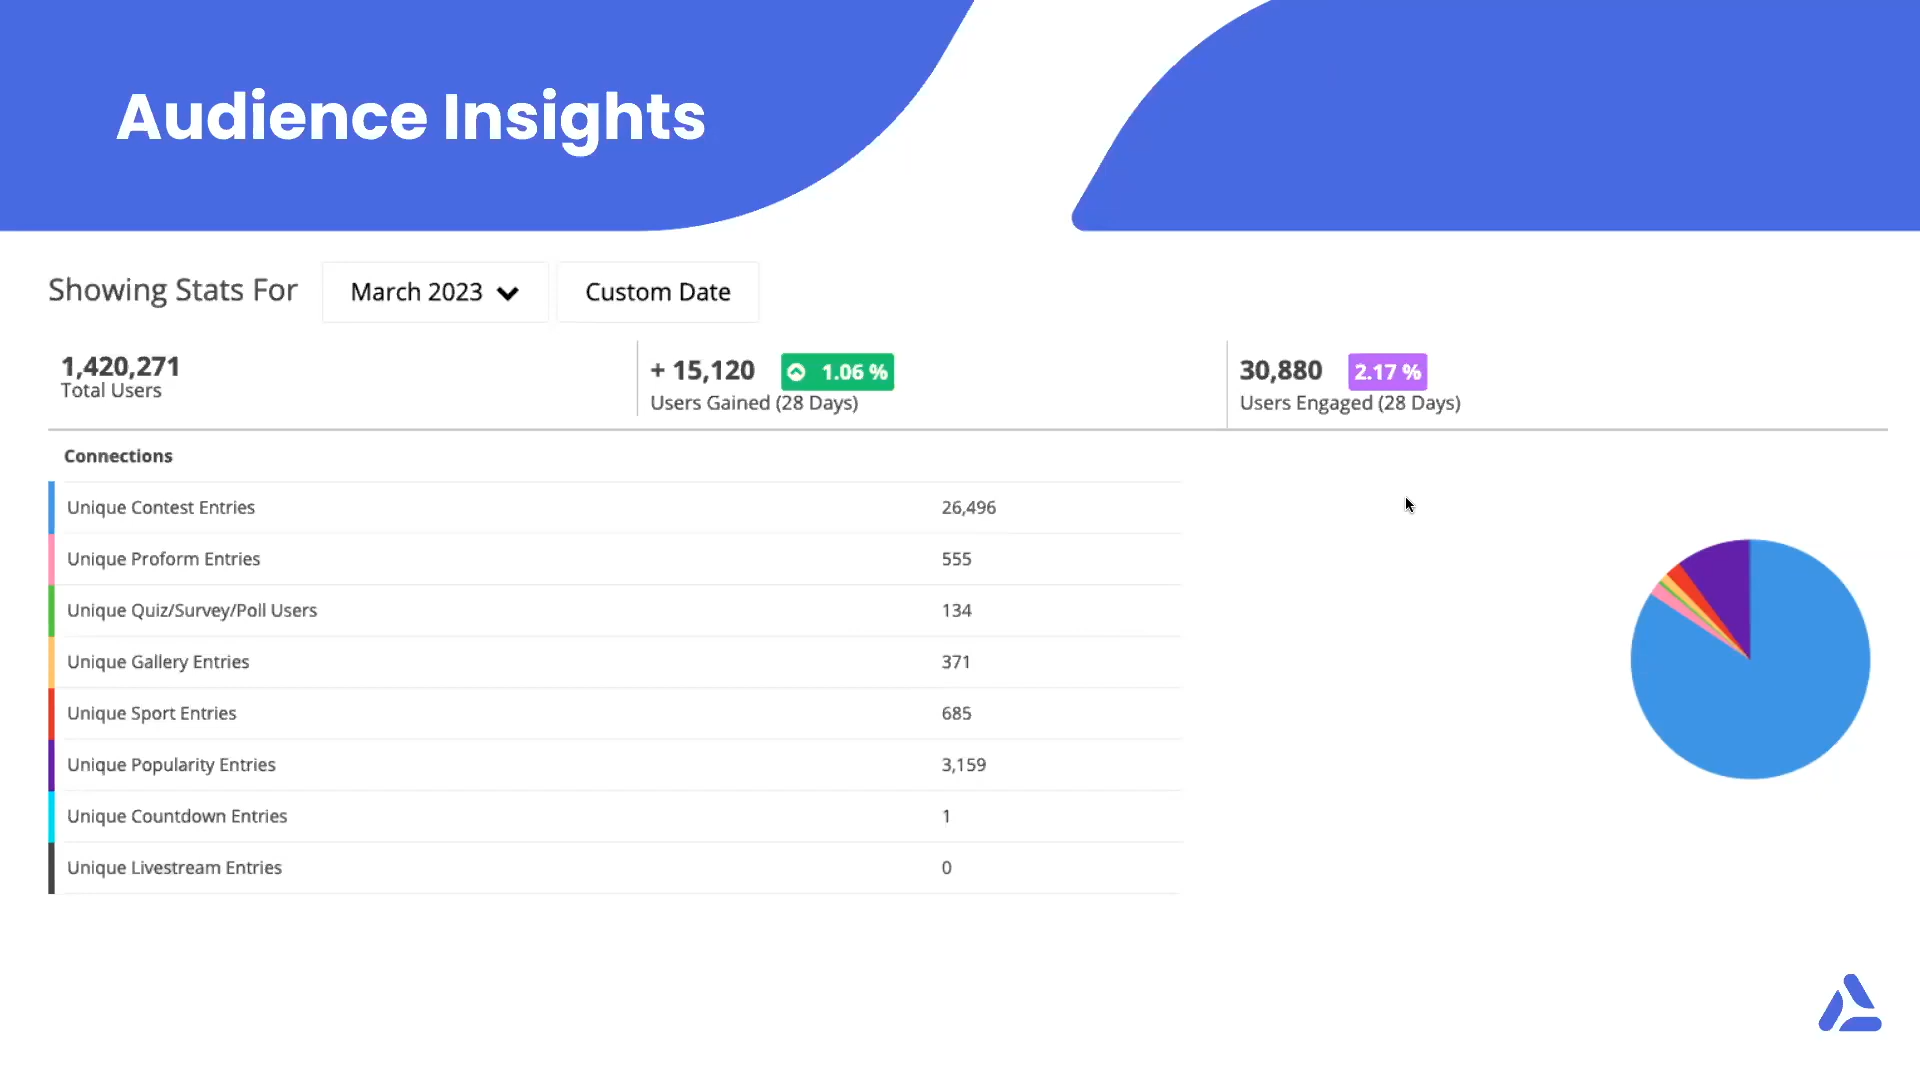 Audience Insights
Showing Stats For March 2023 Custom Date
1,420,271
Total Users
+ 15,120 1.06 %
Users Gained (28 Days)
30,880 2.17 %
Users Engaged (28 Days)
Connections
Unique Contest Entries 26,496
Unique Proform Entries 555
Unique Quiz/Survey/Poll Users 134
Unique Gallery Entries 371
Unique Sport Entries 685
Unique Popularity Entries 3,159
Unique Countdown Entries 1
Unique Livestream Entries 0